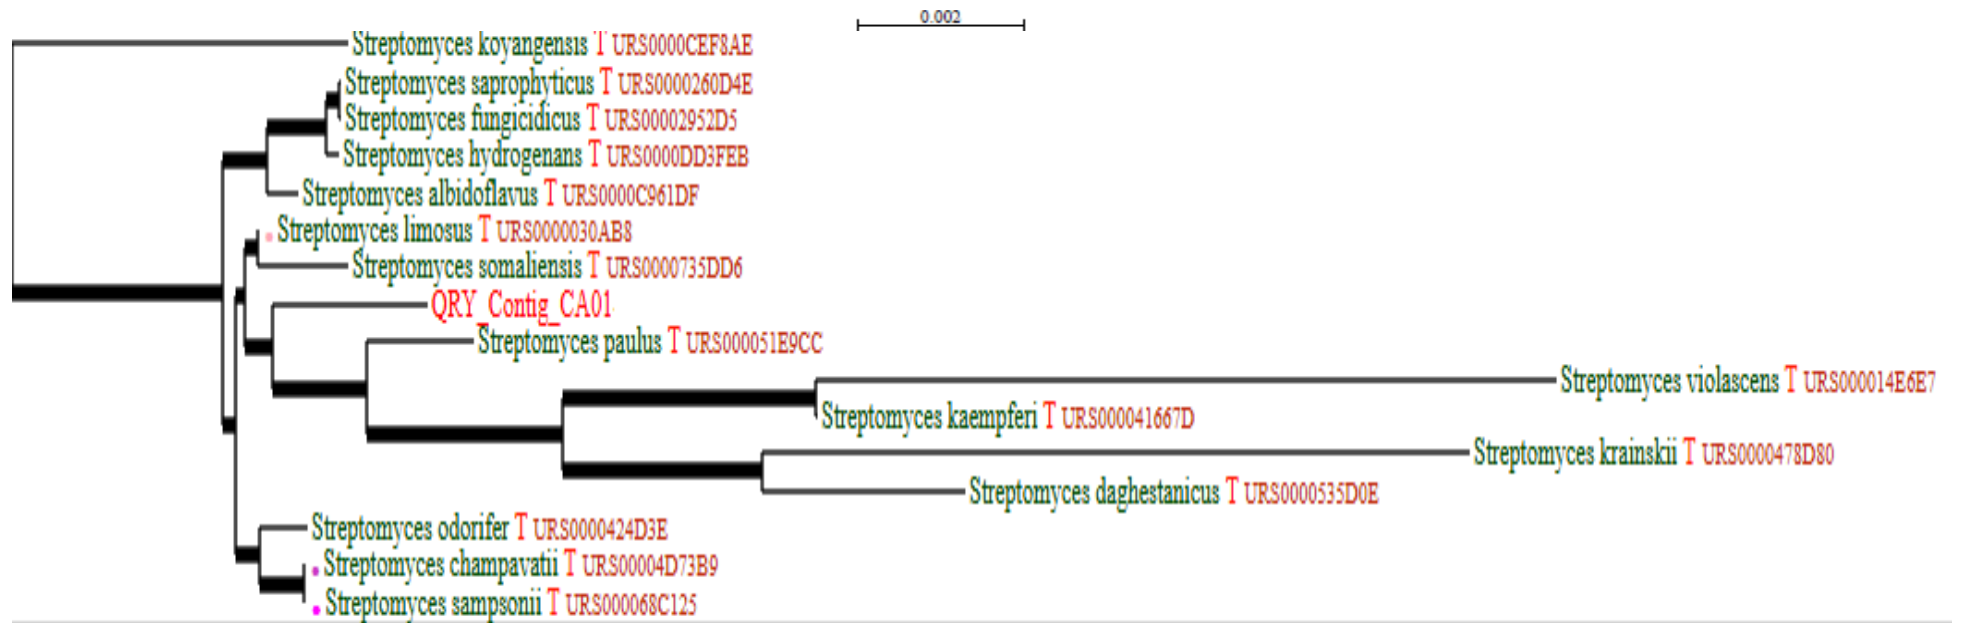 0.002
Streptomyces koyangensis T URS0000CEF8AE
Streptomyces saprophyticus T URS0000260D4E
Streptomyces fungicidicus T URS00002952D5
Streptomyces hydrogenans T URS0000DD3FEB
Streptomyces albidoflavus T URS0000C961DF
Streptomyces limosus T URS0000030AB8
Streptomyces somaliensis T URS0000735DD6
QRY_Contig_CA01
Streptomyces paulus T URS000051E9CC
Streptomyces violascens T URS000014E6E7
Streptomyces kaempferi T URS000041667D
Streptomyces krainskii T URS0000478D80
Streptomyces daghestanicus T URS0000535D0E
Streptomyces odorifer T URS0000424D3E
Streptomyces champavatii T URS00004D73B9
Streptomyces sampsonii T URS000068C125